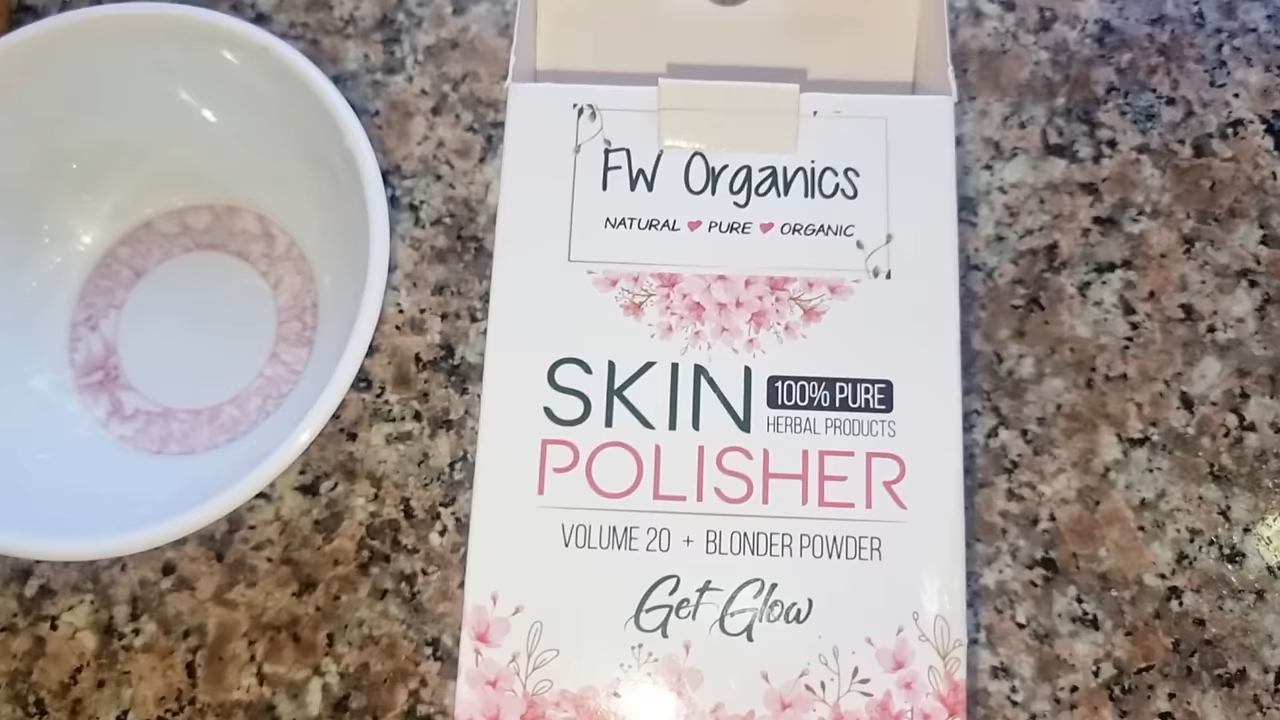 FW Organics
NATURAL ♥ PURE ♥ ORGANIC
SKIN
100% PURE
HERBAL PRODUCTS
POLISHER
VOLUME 20 + BLONDER POWDER
Get Glow